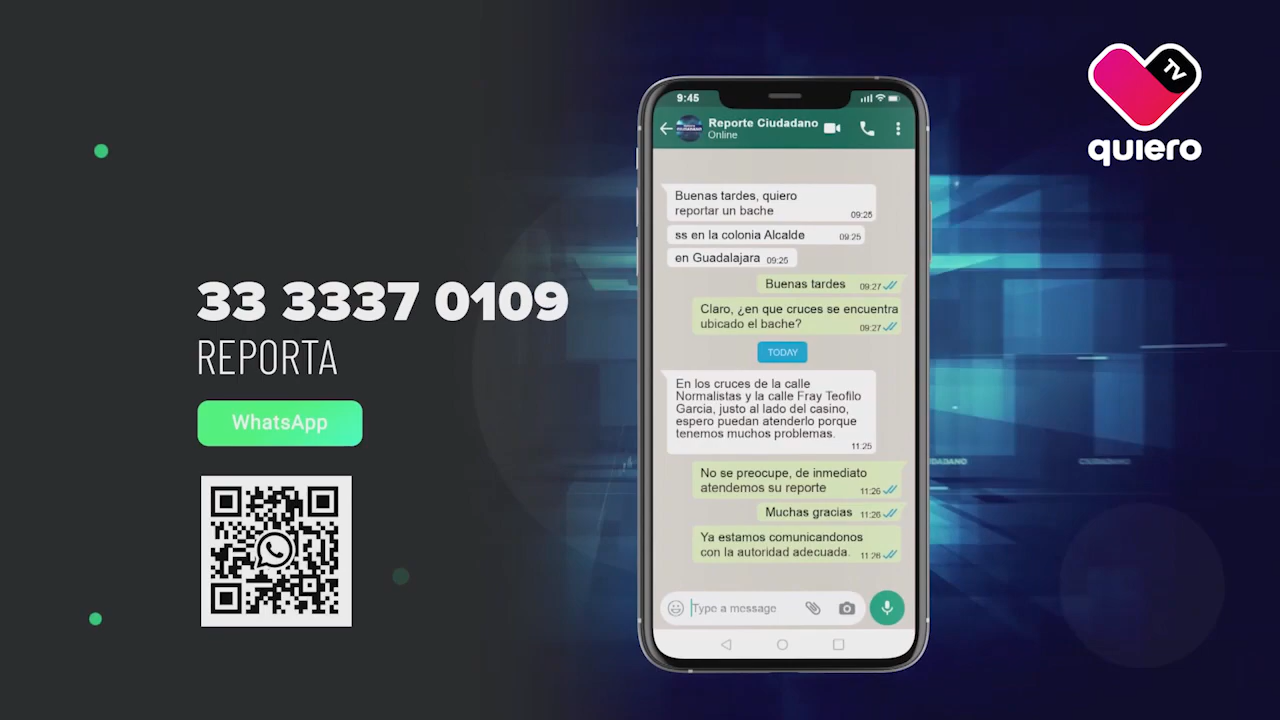 TV
quiero
33 3337 0109
REPORTA
WhatsApp
9:45
Reporte Ciudadano
Online
Buenas tardes, quiero
reportar un bache
09:25
ss en la colonia Alcalde 09:25
en Guadalajara 09:25
Buenas tardes 09:27
Claro, ¿en que cruces se encuentra
ubicado el bache? 09:27
TODAY
En los cruces de la calle
Normalistas y la calle Fray Teofilo
Garcia, justo al lado del casino,
espero puedan atenderlo porque
tenemos muchos problemas.
11:25
No se preocupe, de inmediato
atendemos su reporte 11:26
Muchas gracias 11:26
Ya estamos comunicandonos
con la autoridad adecuada. 11:26
Type a message
CIUDADANO